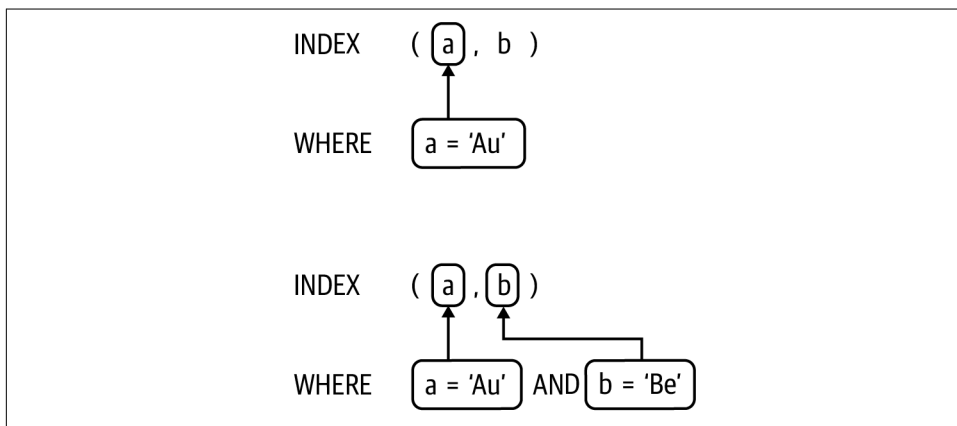 INDEX ( a , b )
WHERE a = ‘Au’
INDEX ( a , b )
WHERE a = ‘Au’ AND b = ‘Be’